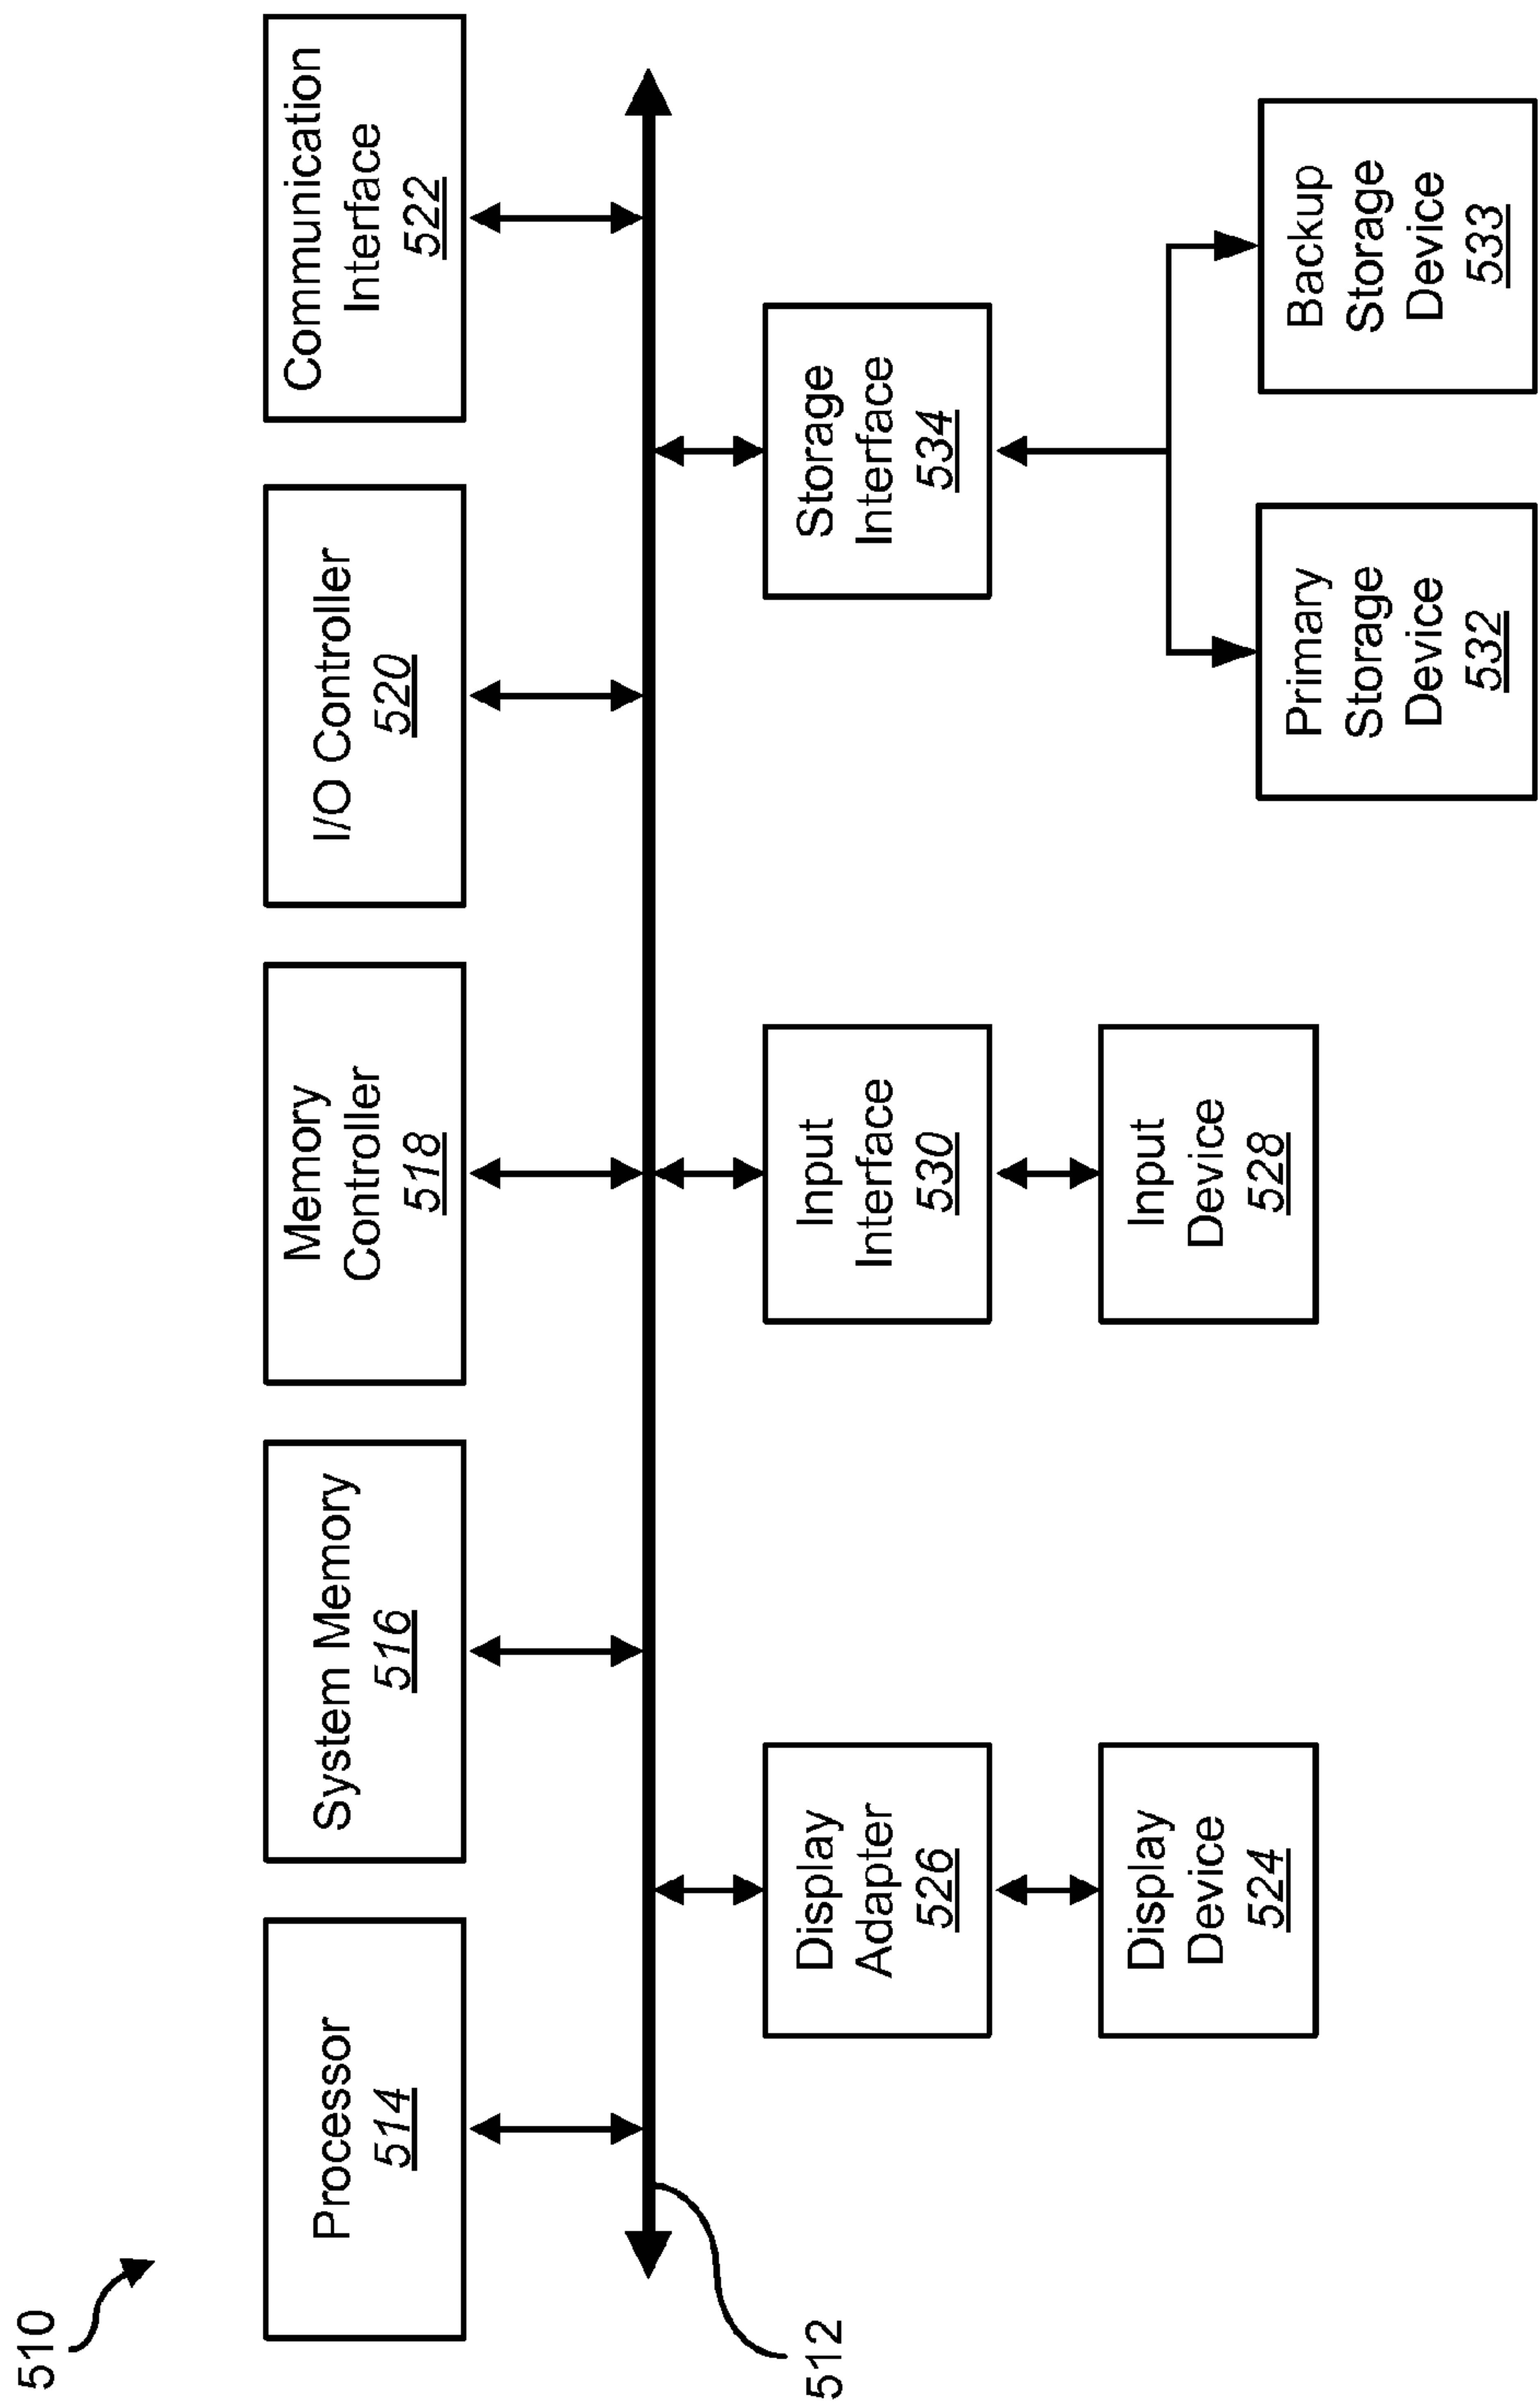 510
Processor
514
System Memory
516
Memory
Controller
518
I/O Controller
520
Communication
Interface
522
512
Display
Adapter
526
Input
Interface
530
Storage
Interface
534
Display
Device
524
Input
Device
528
Primary
Storage
Device
532
Backup
Storage
Device
533